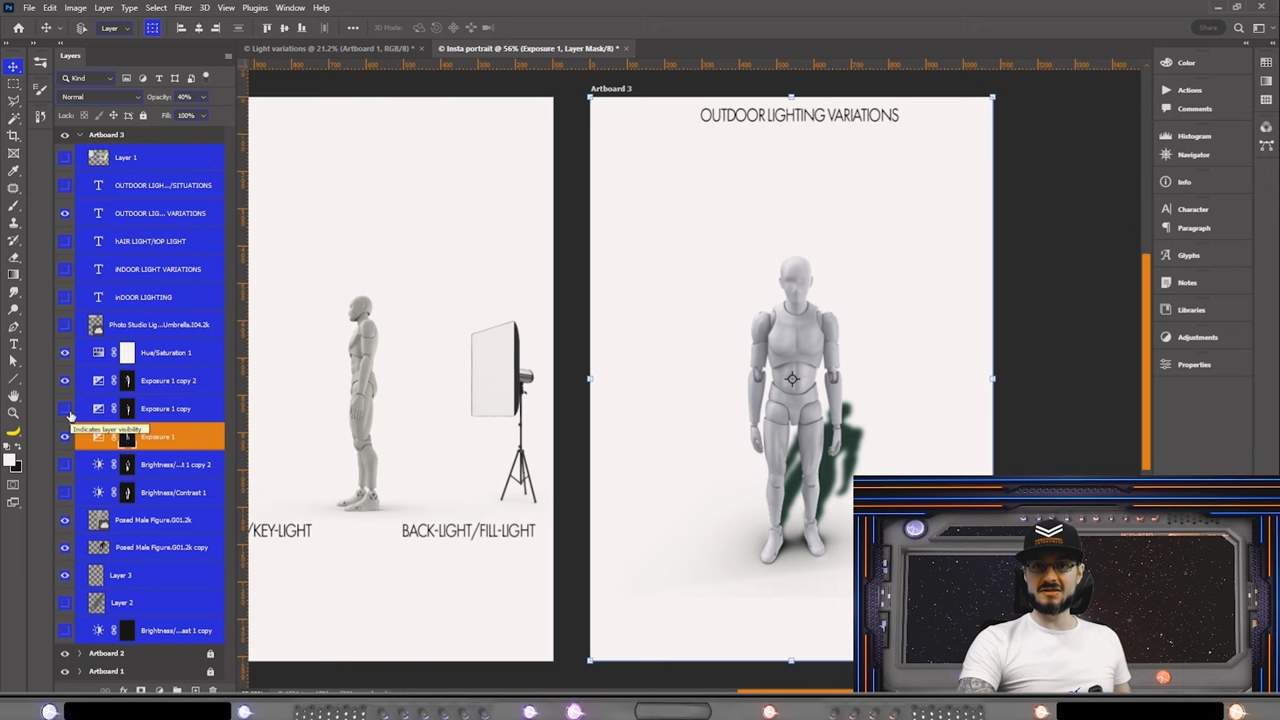 Ps File Edit Image Layer Type Select Filter 3D View Plugins Window Help
Layer 3D Mode: Share
© Light variations @ 21.2% (Artboard 1, RGB/8) * × © Insta portrait @ 56% (Exposure 1, Layer Mask/8) * ×
Layers
Kind
Normal Opacity: 40%
Lock: Fill: 100%
Artboard 3
Layer 1
OUTDOOR LIGH.../SITUATIONS
OUTDOOR LIG... VARIATIONS
hAIR LIGHT/tOP LIGHT
iNDOOR LIGHT VARIATIONS
inDOOR LIGHTING
Photo Studio Lig...Umbrella.I04.2k
Hue/Saturation 1
Exposure 1 copy 2
Exposure 1 copy
Indicates layer visibility
Exposure 1
Brightness/...t 1 copy 2
Brightness/Contrast 1
Posed Male Figure.G01.2k
Posed Male Figure.G01.2k copy
Layer 3
Layer 2
Brightness/...ast 1 copy
Artboard 2
Artboard 1
/KEY-LIGHT BACK-LIGHT/FILL-LIGHT
Artboard 3
OUTDOOR LIGHTING VARIATIONS
Color
Actions
Comments
Histogram
Navigator
Info
Character
Paragraph
Glyphs
Notes
Libraries
Adjustments
Properties